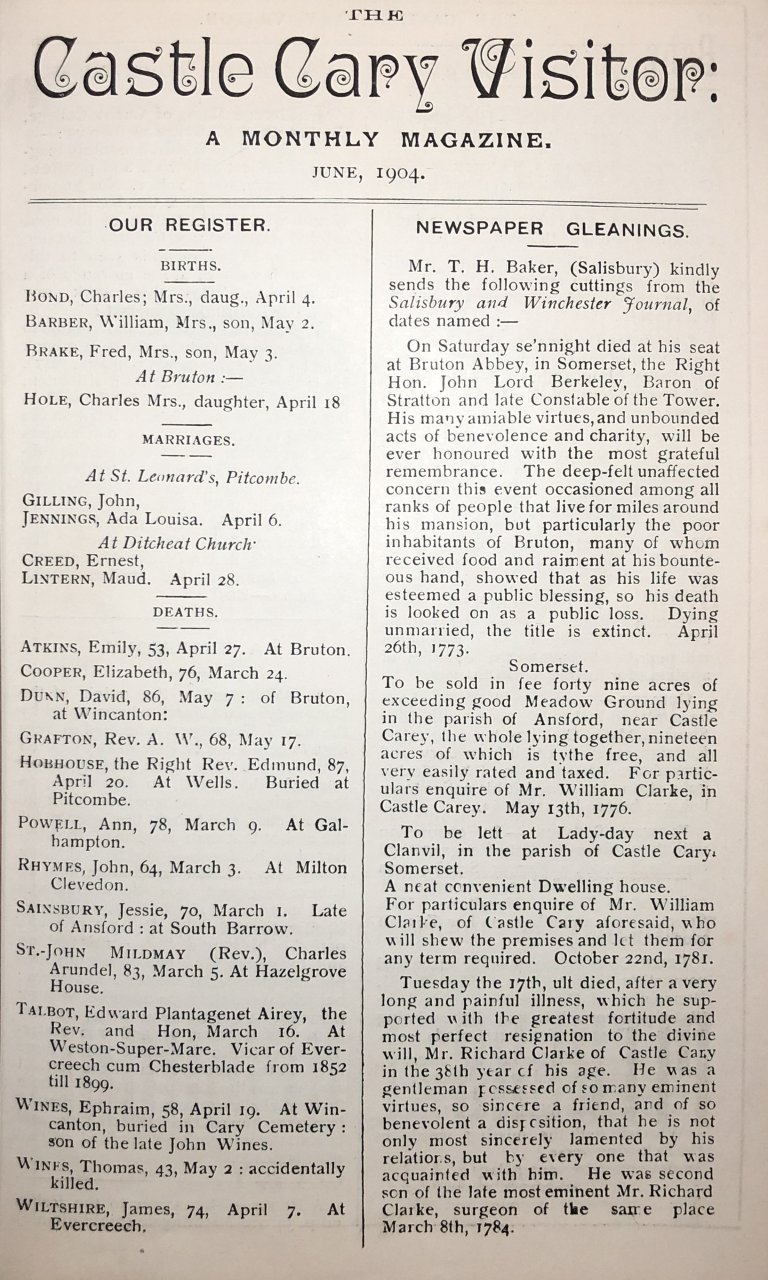 THE
Castle Cary Visitor:
A MONTHLY MAGAZINE.
JUNE, 1904.
OUR REGISTER.
BIRTHS.
BOND, Charles; Mrs., daug., April 4.
BARBER, William, Mrs., son, May 2.
BRAKE, Fred, Mrs., son, May 3.
At Bruton :—
HOLE, Charles Mrs., daughter, April 18
MARRIAGES.
At St. Leonard's, Pitcombe.
GILLING, John,
JENNINGS, Ada Louisa. April 6.
At Ditcheat Church·
CREED, Ernest,
LINTERN, Maud. April 28.
DEATHS.
ATKINS, Emily, 53, April 27. At Bruton.
COOPER, Elizabeth, 76, March 24.
DUNN, David, 86, May 7 : of Bruton,
at Wincanton:
GRAFTON, Rev. A. W., 68, May 17.
HOBHOUSE, the Right Rev. Edmund, 87,
April 20. At Wells. Buried at
Pitcombe.
POWELL, Ann, 78, March 9. At Gal-
hampton.
RHYMES, John, 64, March 3. At Milton
Clevedon.
SAINSBURY, Jessie, 70, March 1. Late
of Ansford : at South Barrow.
ST.-JOHN MILDMAY (Rev.), Charles
Arundel, 83, March 5. At Hazelgrove
House.
TALBOT, Edward Plantagenet Airey, the
Rev. and Hon, March 16. At
Weston-Super-Mare. Vicar of Ever-
creech cum Chesterblade from 1852
till 1899.
WINES, Ephraim, 58, April 19. At Win-
canton, buried in Cary Cemetery :
son of the late John Wines.
WINES, Thomas, 43, May 2 : accidentally
killed.
WILTSHIRE, James, 74, April 7. At
Evercreech.
NEWSPAPER GLEANINGS.
Mr. T. H. Baker, (Salisbury) kindly
sends the following cuttings from the
Salisbury and Winchester Journal, of
dates named :—
On Saturday se'nnight died at his seat
at Bruton Abbey, in Somerset, the Right
Hon. John Lord Berkeley, Baron of
Stratton and late Constable of the Tower.
His many amiable virtues, and unbounded
acts of benevolence and charity, will be
ever honoured with the most grateful
remembrance. The deep-felt unaffected
concern this event occasioned among all
ranks of people that live for miles around
his mansion, but particularly the poor
inhabitants of Bruton, many of whom
received food and raiment at his bounte-
ous hand, showed that as his life was
esteemed a public blessing, so his death
is looked on as a public loss. Dying
unmarried, the title is extinct. April
26th, 1773.
Somerset.
To be sold in fee forty nine acres of
exceeding good Meadow Ground lying
in the parish of Ansford, near Castle
Carey, the whole lying together, nineteen
acres of which is tythe free, and all
very easily rated and taxed. For partic-
ulars enquire of Mr. William Clarke, in
Castle Carey. May 13th, 1776.
To be lett at Lady-day next a
Clanvil, in the parish of Castle Cary,
Somerset.
A neat convenient Dwelling house.
For particulars enquire of Mr. William
Clarke, of Castle Cary aforesaid, who
will shew the premises and let them for
any term required. October 22nd, 1781.
Tuesday the 17th, ult died, after a very
long and painful illness, which he sup-
ported with the greatest fortitude and
most perfect resignation to the divine
will, Mr. Richard Clarke of Castle Cary
in the 38th year of his age. He was a
gentleman possessed of so many eminent
virtues, so sincere a friend, and of so
benevolent a disposition, that he is not
only most sincerely lamented by his
relations, but by every one that was
acquainted with him. He was second
son of the late most eminent Mr. Richard
Clarke, surgeon of the same place
March 8th, 1784.